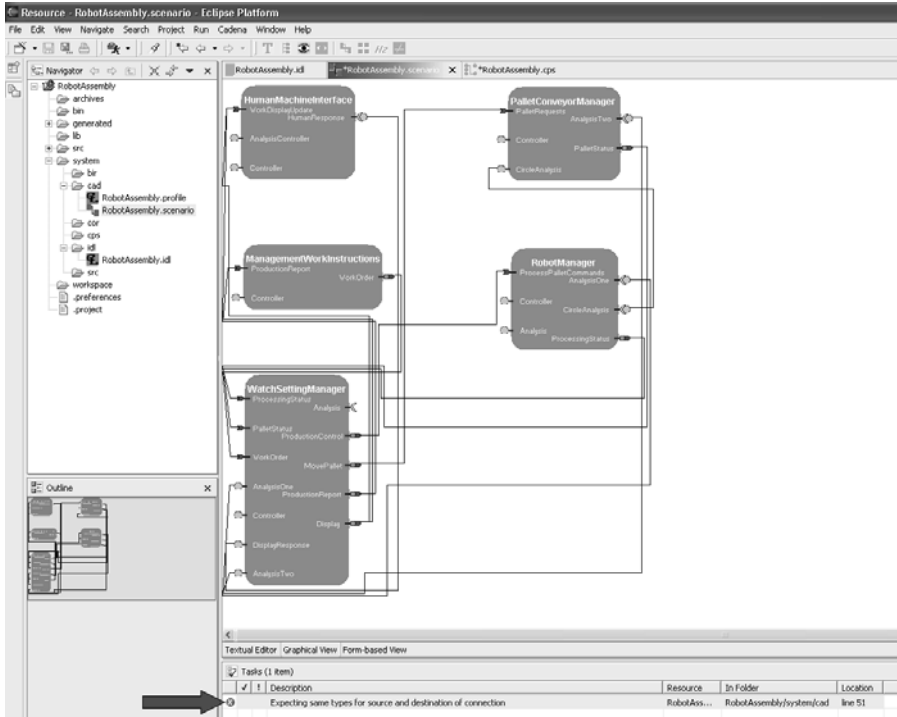 Resource - RobotAssembly.scenario - Eclipse Platform
File Edit View Navigate Search Project Run Cadena Window Help
Navigator
RobotAssembly.idl
*RobotAssembly.scenario
*RobotAssembly.cps
RobotAssembly
archives
bin
generated
lib
src
system
bir
cad
RobotAssembly.profile
RobotAssembly.scenario
cor
cps
idl
RobotAssembly.idl
src
workspace
.preferences
.project
HumanMachineInterface
WorkDisplayUpdate
HumanResponse
AnalysisController
Controller
PalletConveyorManager
PalletRequests
AnalysisTwo
Controller
PalletStatus
CircleAnalysis
ManagementWorkInstructions
ProductionReport
WorkOrder
Controller
RobotManager
ProcessPalletCommands
AnalysisOne
Controller
CircleAnalysis
Analysis
ProcessingStatus
WatchSettingManager
ProcessingStatus
Analysis
PalletStatus
ProductionControl
WorkOrder
MovePallet
AnalysisOne
ProductionReport
Controller
Display
DisplayResponse
AnalysisTwo
Outline
Textual Editor Graphical View Form-based View
Tasks (1 item)
! Description Resource In Folder Location
Expecting same types for source and destination of connection RobotAss... RobotAssembly/system/cad line 51